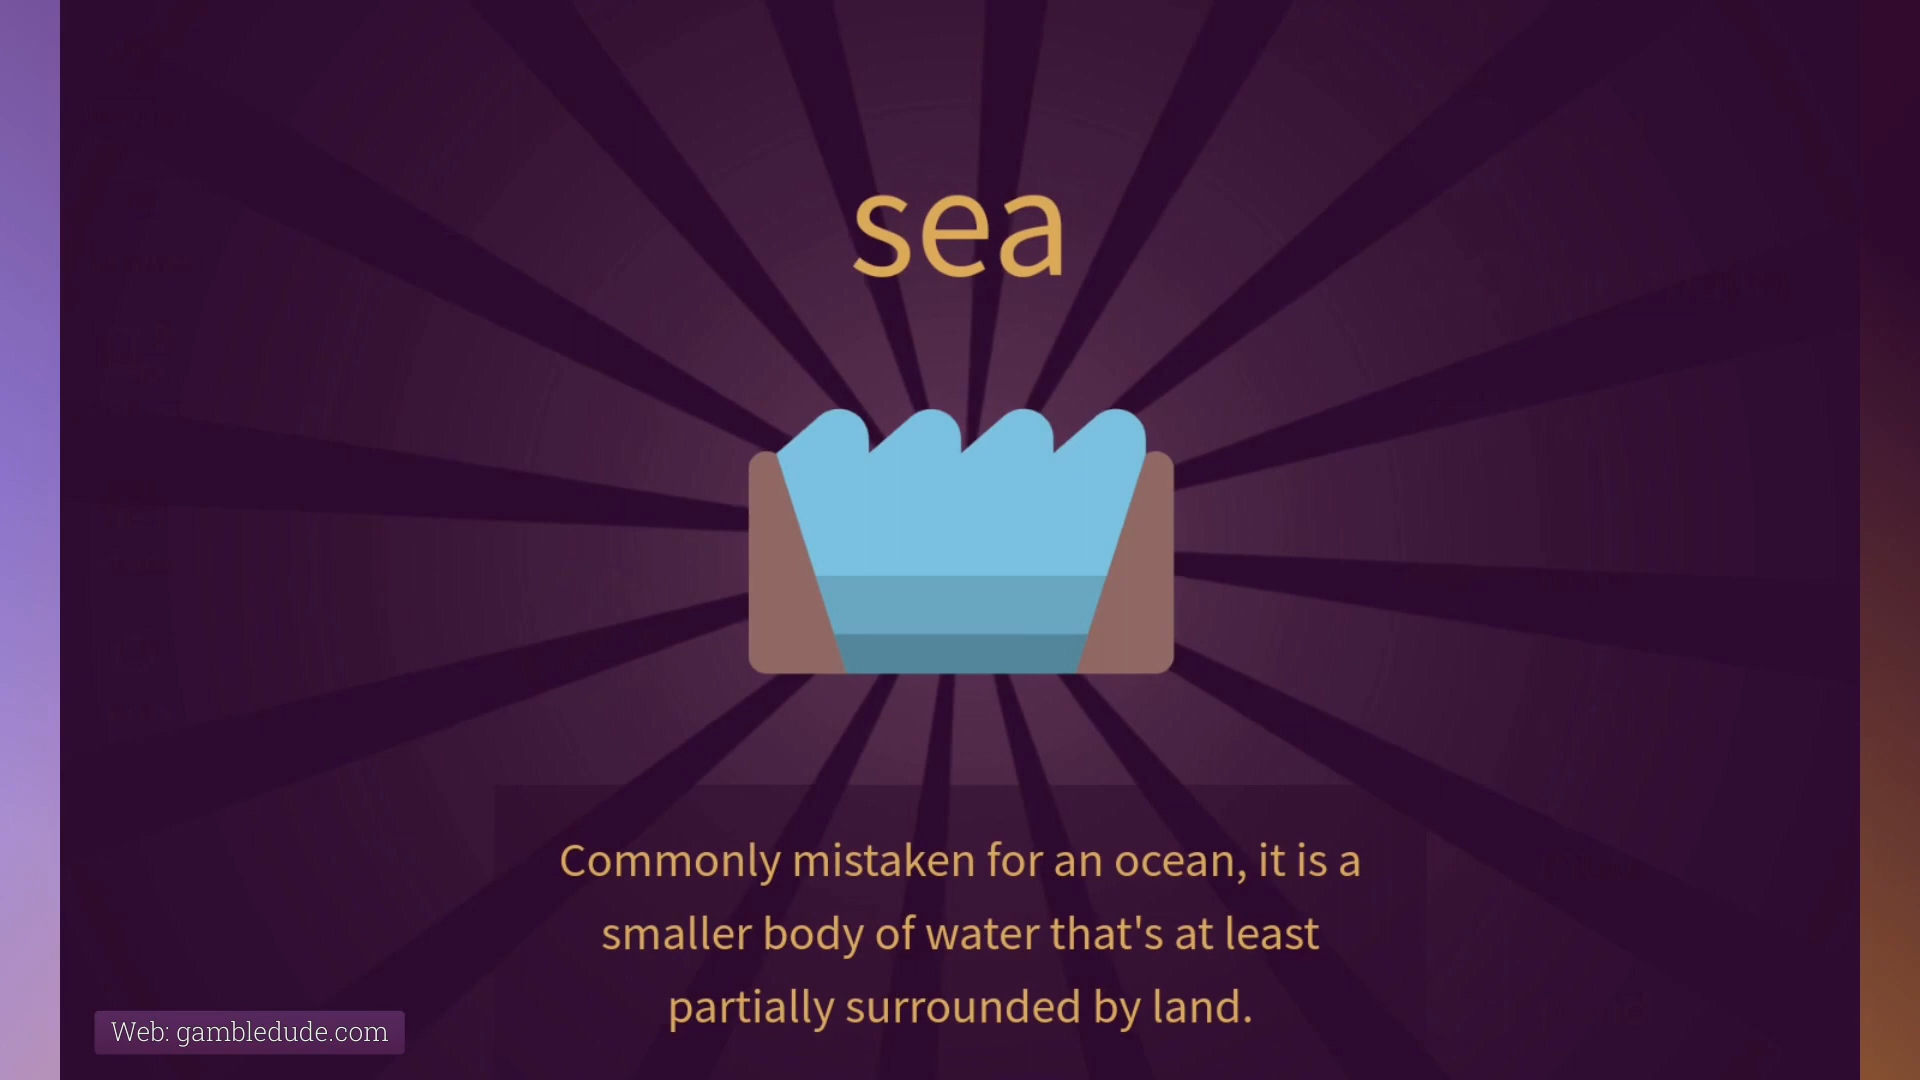 sea
Commonly mistaken for an ocean, it is a
smaller body of water that's at least
partially surrounded by land.
Web: gambledude.com